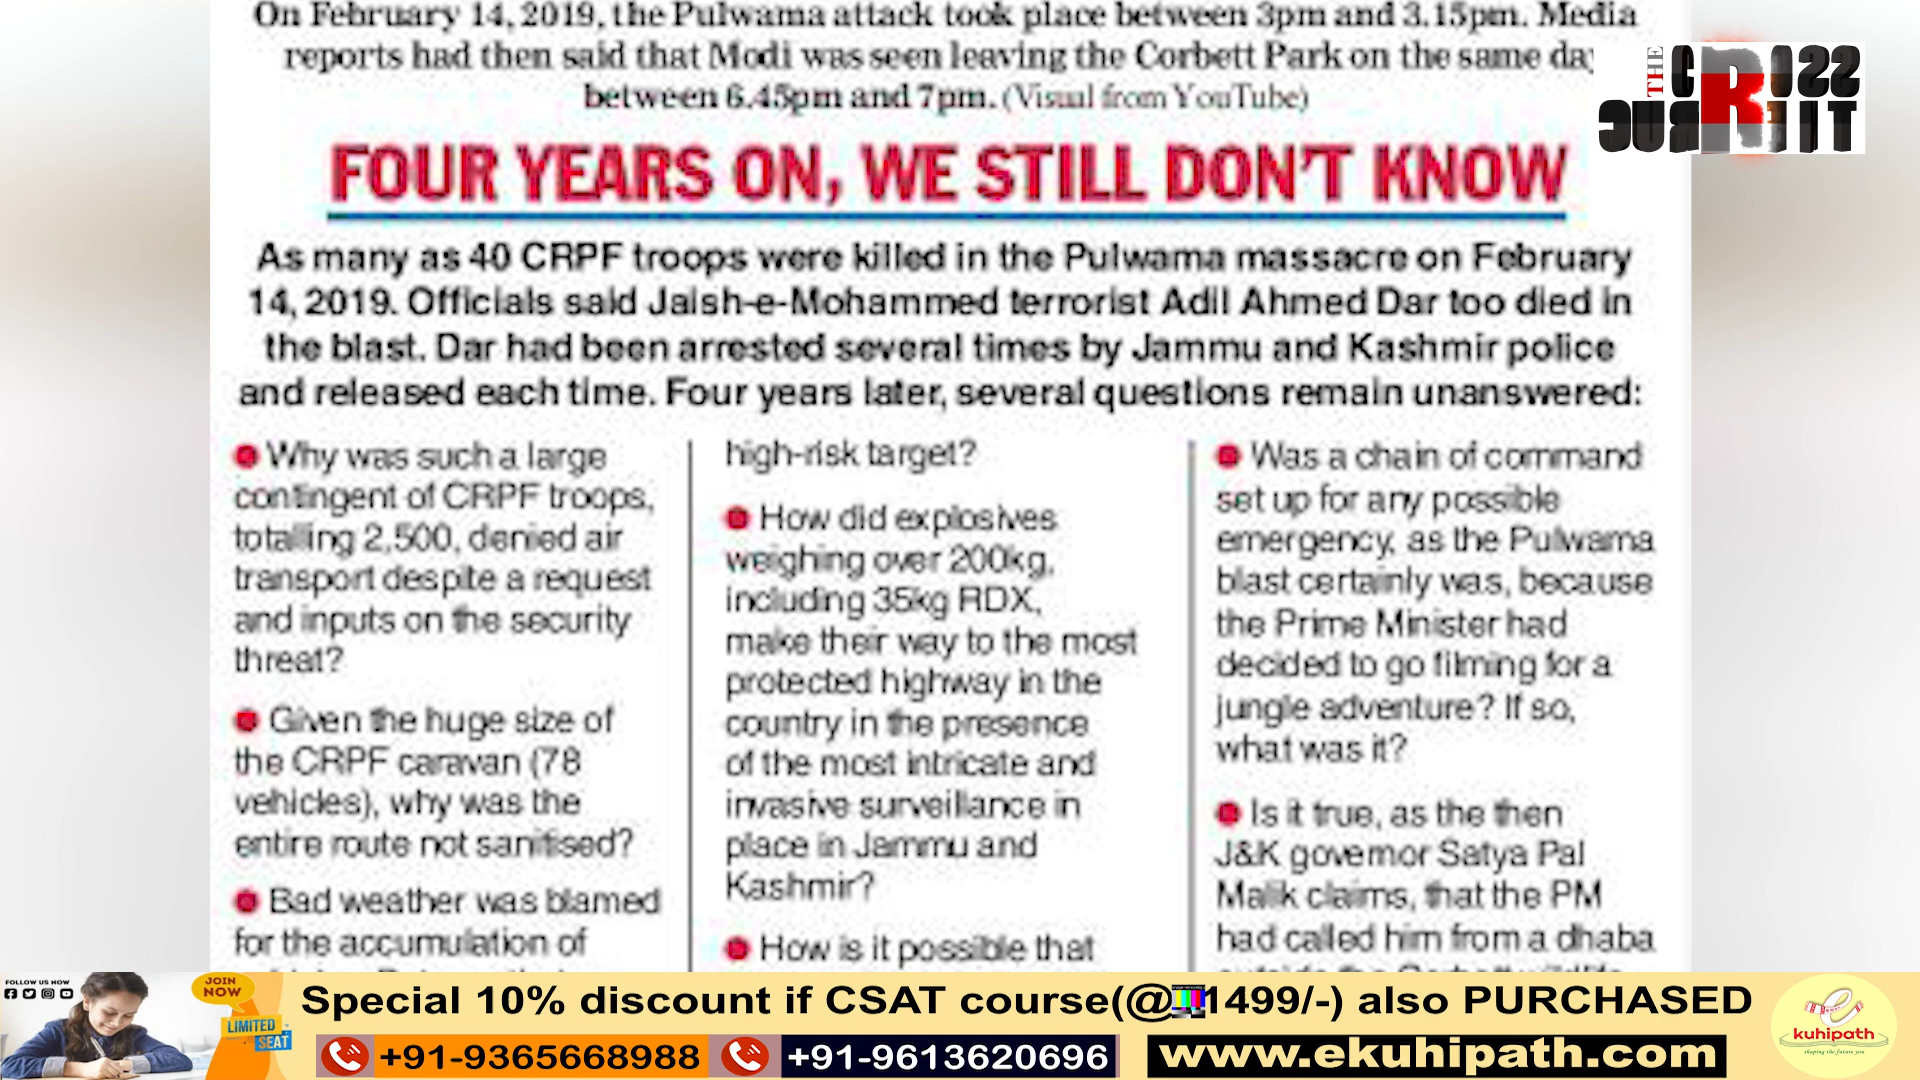 On February 14, 2019, the Pulwama attack took place between 3pm and 3.15pm. Media
reports had then said that Modi was seen leaving the Corbett Park on the same day
between 6.45pm and 7pm. (Visual from YouTube)
THE CRISS
CURRENT
FOUR YEARS ON, WE STILL DON'T KNOW
As many as 40 CRPF troops were killed in the Pulwama massacre on February
14, 2019. Officials said Jaish-e-Mohammed terrorist Adil Ahmed Dar too died in
the blast. Dar had been arrested several times by Jammu and Kashmir police
and released each time. Four years later, several questions remain unanswered:
Why was such a large
contingent of CRPF troops,
totalling 2,500, denied air
transport despite a request
and inputs on the security
threat?
Given the huge size of
the CRPF caravan (78
vehicles), why was the
entire route not sanitised?
Bad weather was blamed
for the accumulation of
high-risk target?
How did explosives
weighing over 200kg,
including 35kg RDX,
make their way to the most
protected highway in the
country in the presence
of the most intricate and
invasive surveillance in
place in Jammu and
Kashmir?
How is it possible that
Was a chain of command
set up for any possible
emergency, as the Pulwama
blast certainly was, because
the Prime Minister had
decided to go filming for a
jungle adventure? If so,
what was it?
Is it true, as the then
J&K governor Satya Pal
Malik claims, that the PM
had called him from a dhaba
FOLLOW US NOW
JOIN
NOW
LIMITED
SEAT
Special 10% discount if CSAT course(@ 1499/-) also PURCHASED
+91-9365668988
+91-9613620696
www.ekuhipath.com
kuhipath
shaping the future you